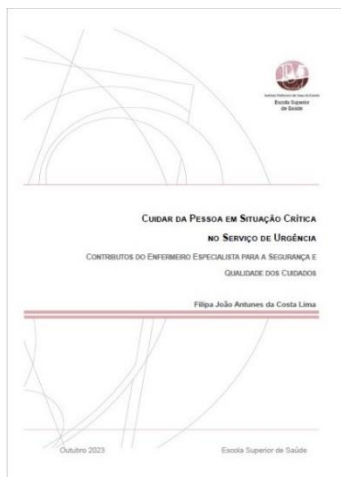 Escola Superior
de Saúde
CUIDAR DA PESSOA EM SITUAÇÃO CRÍTICA
NO SERVIÇO DE URGÊNCIA
CONTRIBUTOS DO ENFERMEIRO ESPECIALISTA PARA A SEGURANÇA E
QUALIDADE DOS CUIDADOS
Filipa João Antunes da Costa Lima
Outubro 2023
Escola Superior de Saúde